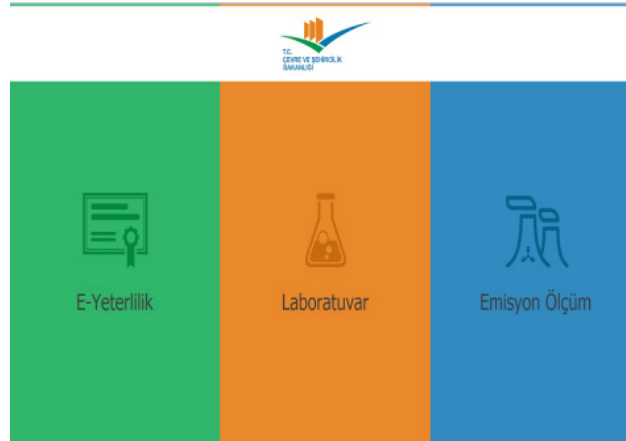 T.C.
ÇEVRE VE ŞEHİRCİLİK
BAKANLIĞI
E-Yeterlilik
Laboratuvar
Emisyon Ölçüm